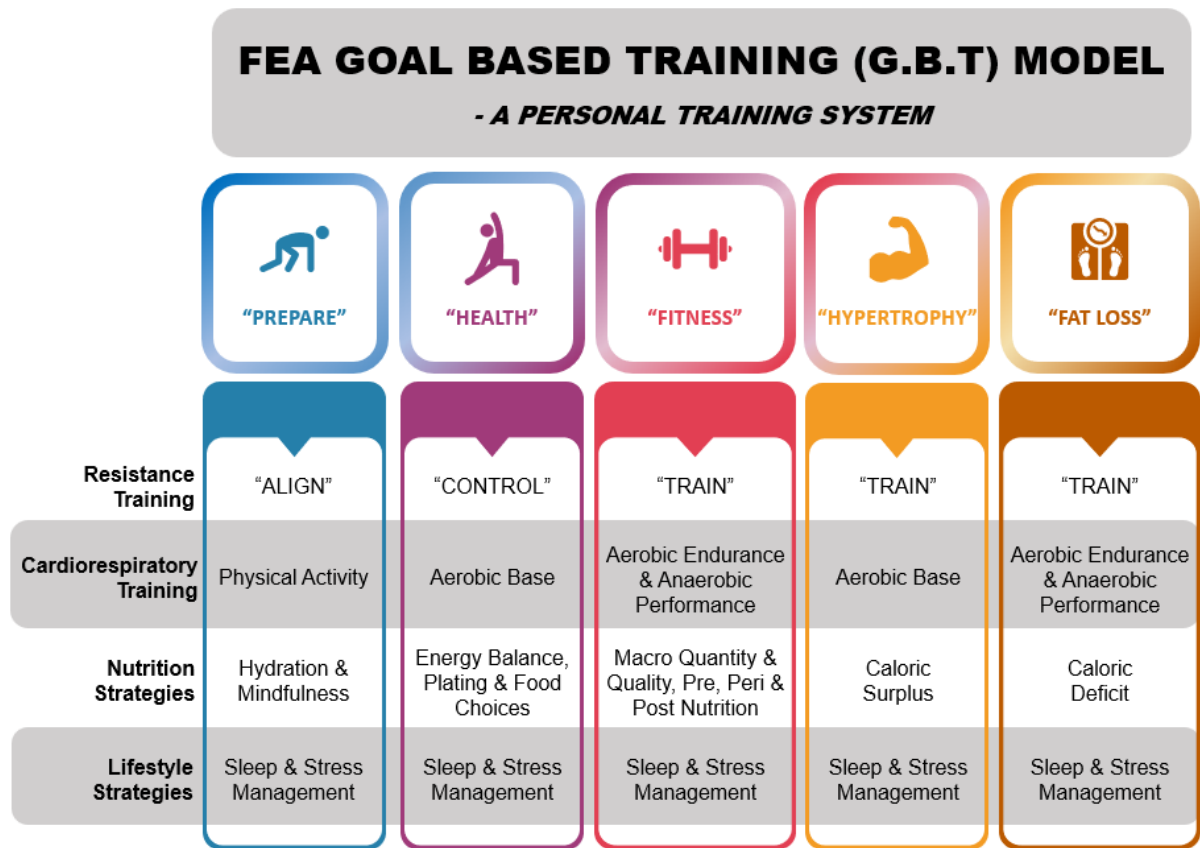 FEA GOAL BASED TRAINING (G.B.T) MODEL
- A PERSONAL TRAINING SYSTEM
“PREPARE”
“HEALTH”
“FITNESS”
“HYPERTROPHY”
“FAT LOSS”
Resistance
Training
“ALIGN”
“CONTROL”
“TRAIN”
“TRAIN”
“TRAIN”
Cardiorespiratory
Training
Physical Activity
Aerobic Base
Aerobic Endurance
& Anaerobic
Performance
Aerobic Base
Aerobic Endurance
& Anaerobic
Performance
Nutrition
Strategies
Hydration &
Mindfulness
Energy Balance,
Plating & Food
Choices
Macro Quantity &
Quality, Pre, Peri &
Post Nutrition
Caloric
Surplus
Caloric
Deficit
Lifestyle
Strategies
Sleep & Stress
Management
Sleep & Stress
Management
Sleep & Stress
Management
Sleep & Stress
Management
Sleep & Stress
Management